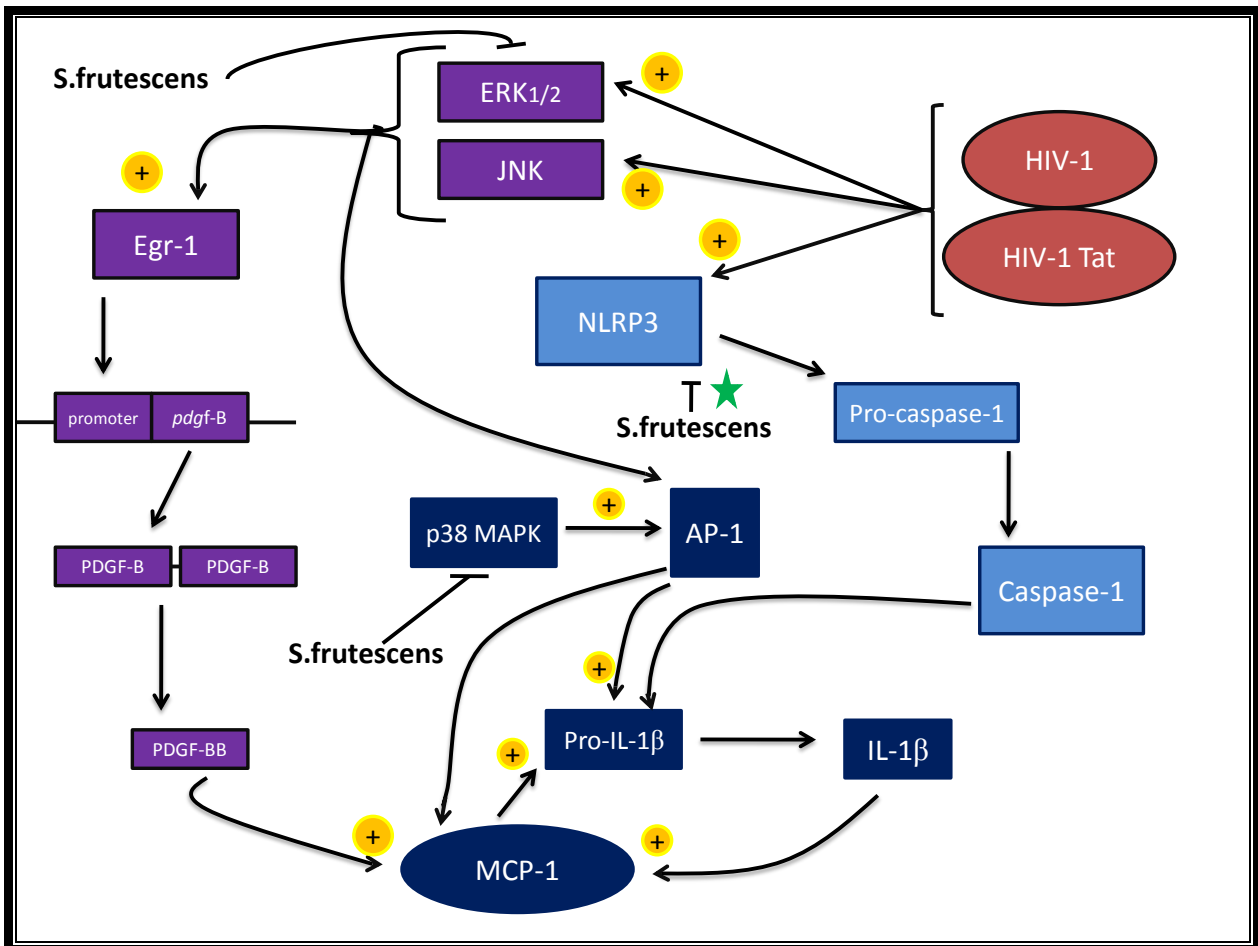 S.frutescens
ERK1/2
+
HIV-1
JNK
+
+
Egr-1
+
HIV-1 Tat
NLRP3
promoter
pdgf-B
S.frutescens
Pro-caspase-1
p38 MAPK
+
AP-1
PDGF-B
PDGF-B
Caspase-1
S.frutescens
+
PDGF-BB
Pro-IL-1β
IL-1β
+
+
+
MCP-1